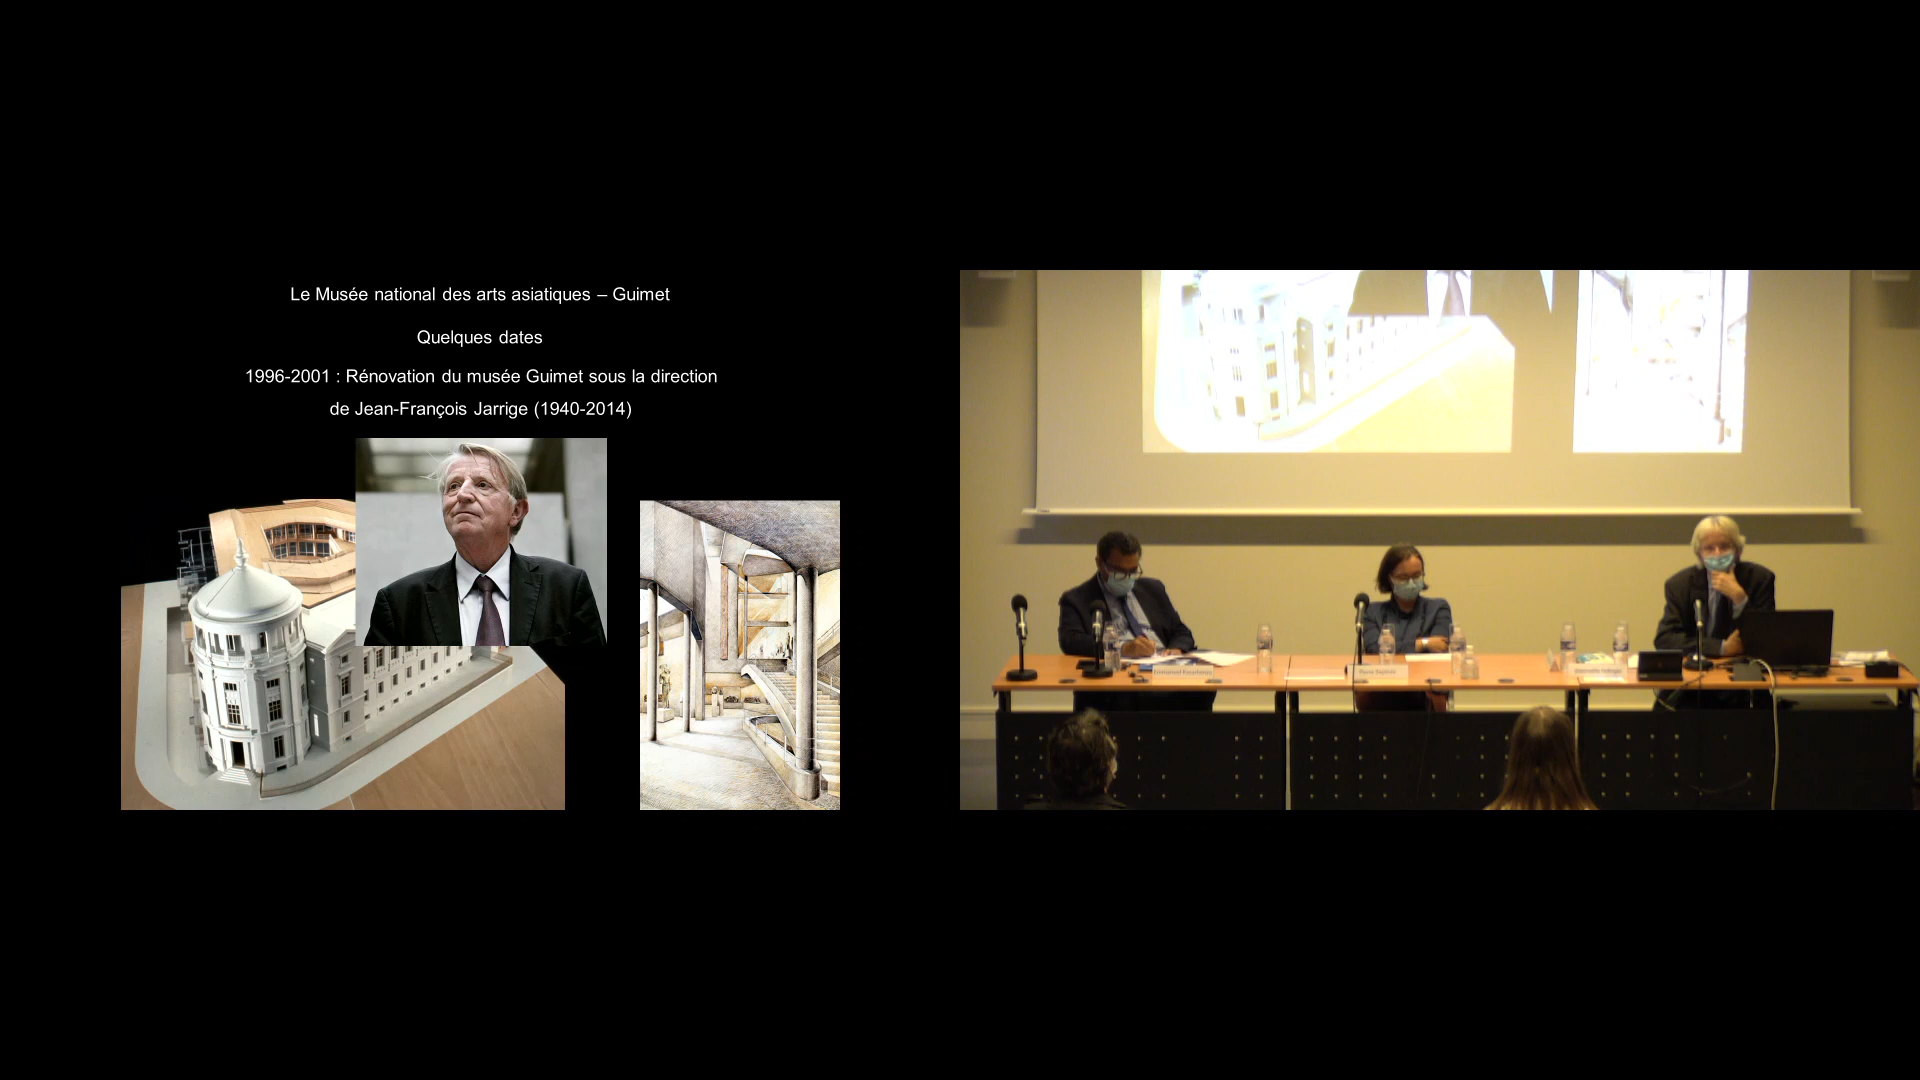 Le Musée national des arts asiatiques – Guimet
Quelques dates
1996-2001 : Rénovation du musée Guimet sous la direction
de Jean-François Jarrige (1940-2014)